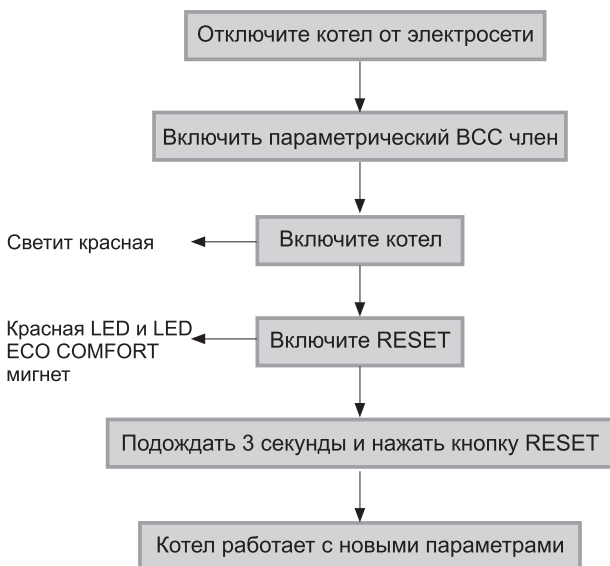 Отключите котел от электросети
Включить параметрический BCC член
Светит красная
Включите котел
Красная LED и LED
ECO COMFORT
мигнет
Включите RESET
Подождать 3 секунды и нажать кнопку RESET
Котел работает с новыми параметрами